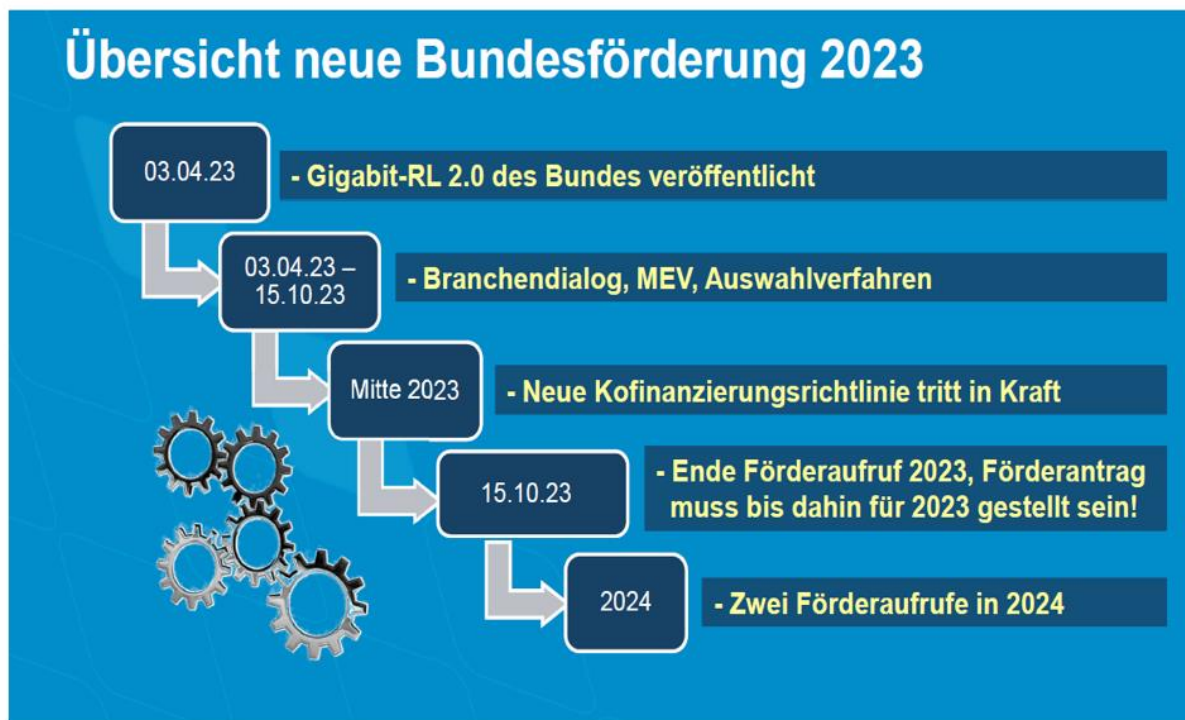 Übersicht neue Bundesförderung 2023
03.04.23
- Gigabit-RL 2.0 des Bundes veröffentlicht
03.04.23 –
15.10.23
- Branchendialog, MEV, Auswahlverfahren
Mitte 2023
- Neue Kofinanzierungsrichtlinie tritt in Kraft
15.10.23
- Ende Förderaufruf 2023, Förderantrag
muss bis dahin für 2023 gestellt sein!
2024
- Zwei Förderaufrufe in 2024